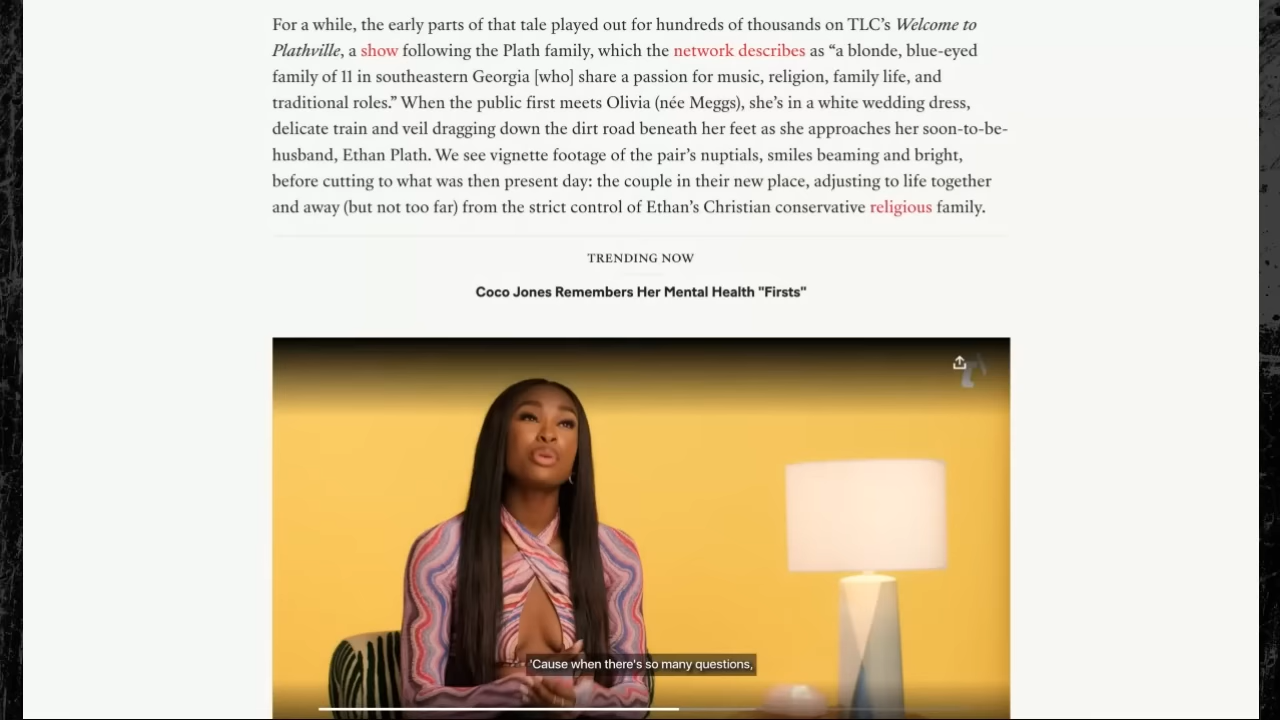 For a while, the early parts of that tale played out for hundreds of thousands on TLC’s Welcome to
Plathville, a show following the Plath family, which the network describes as “a blonde, blue-eyed
family of 11 in southeastern Georgia [who] share a passion for music, religion, family life, and
traditional roles.” When the public first meets Olivia (née Meggs), she’s in a white wedding dress,
delicate train and veil dragging down the dirt road beneath her feet as she approaches her soon-to-be-
husband, Ethan Plath. We see vignette footage of the pair’s nuptials, smiles beaming and bright,
before cutting to what was then present day: the couple in their new place, adjusting to life together
and away (but not too far) from the strict control of Ethan’s Christian conservative religious family.
TRENDING NOW
Coco Jones Remembers Her Mental Health "Firsts"
'Cause when there's so many questions,